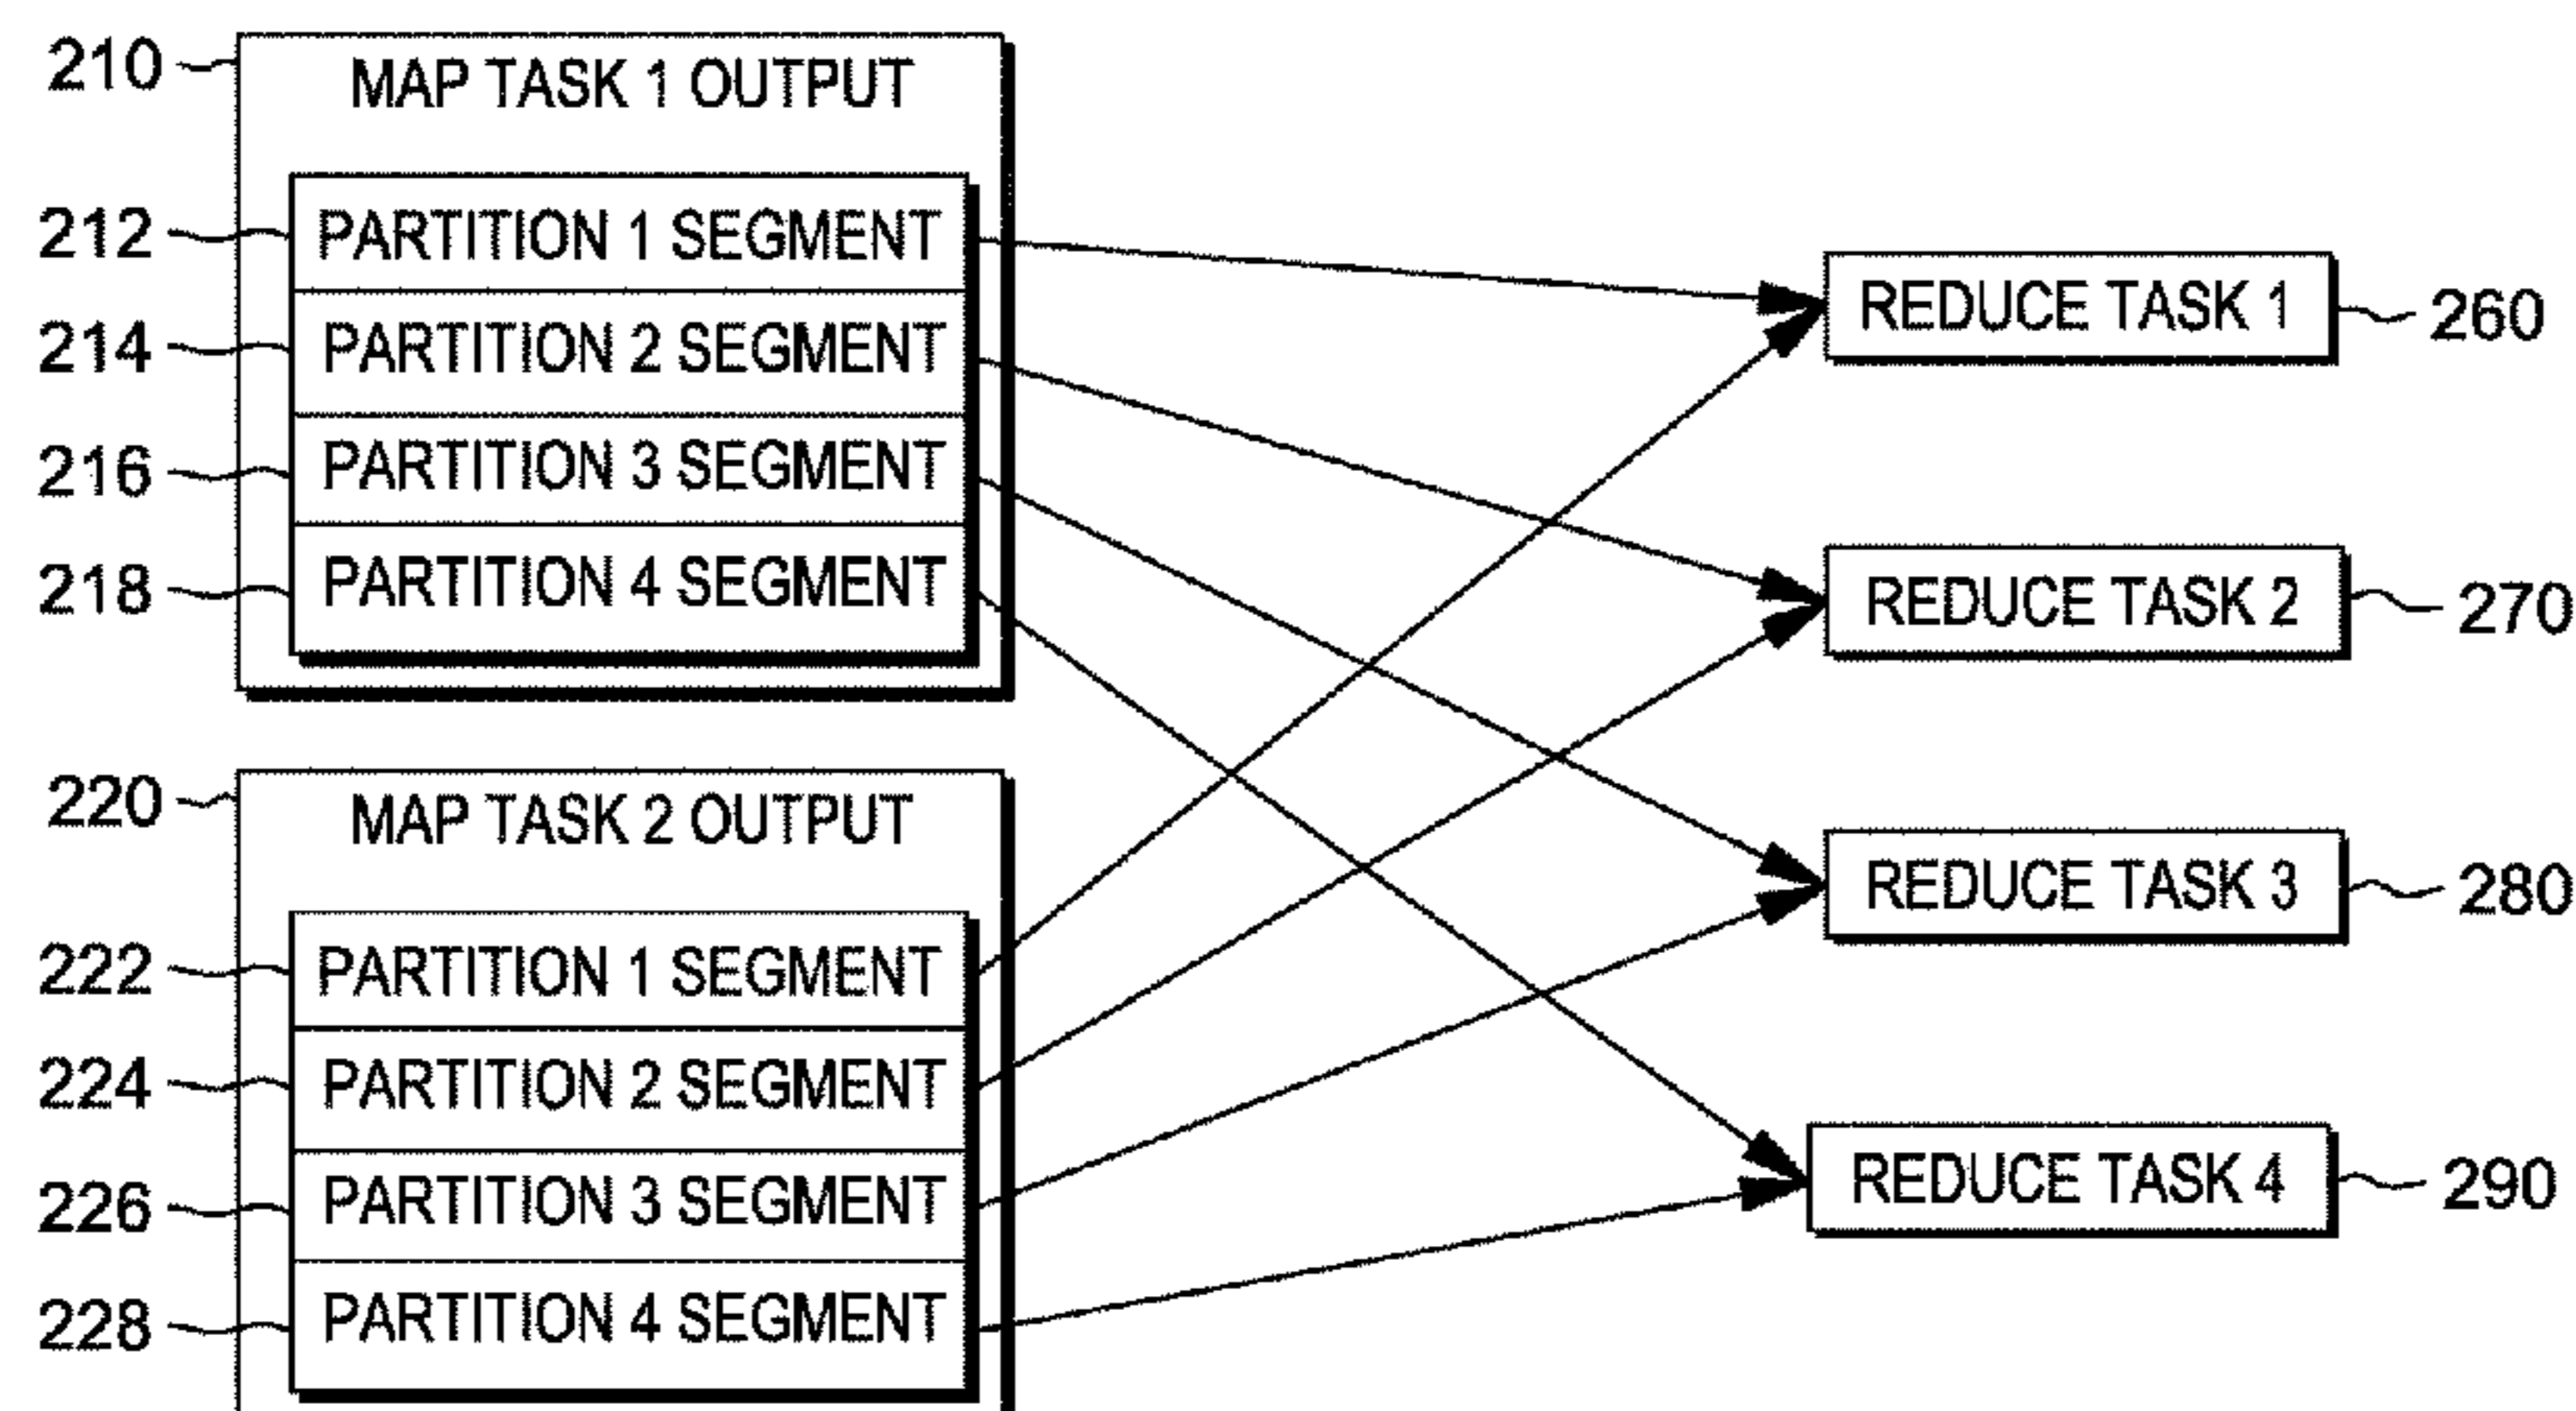 210
MAP TASK 1 OUTPUT
212
PARTITION 1 SEGMENT
214
PARTITION 2 SEGMENT
216
PARTITION 3 SEGMENT
218
PARTITION 4 SEGMENT
220
MAP TASK 2 OUTPUT
222
PARTITION 1 SEGMENT
224
PARTITION 2 SEGMENT
226
PARTITION 3 SEGMENT
228
PARTITION 4 SEGMENT
REDUCE TASK 1
260
REDUCE TASK 2
270
REDUCE TASK 3
280
REDUCE TASK 4
290